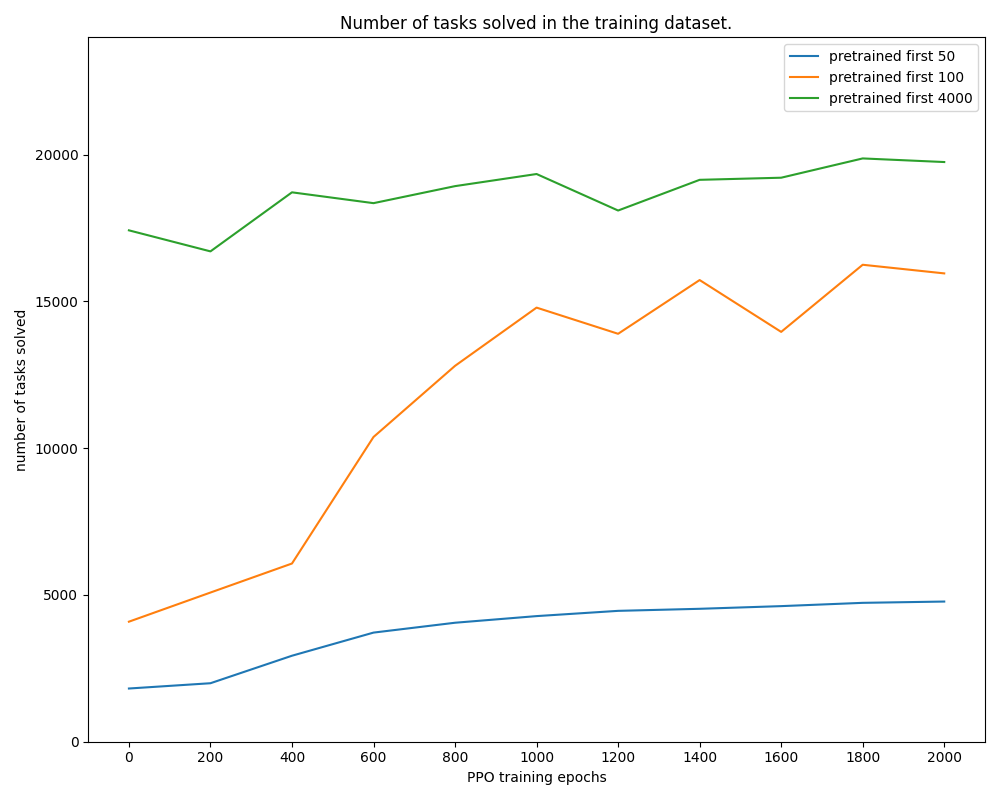 Number of tasks solved in the training dataset.
pretrained first 50
pretrained first 100
pretrained first 4000
number of tasks solved
20000
15000
10000
5000
0
0 200 400 600 800 1000 1200 1400 1600 1800 2000
PPO training epochs